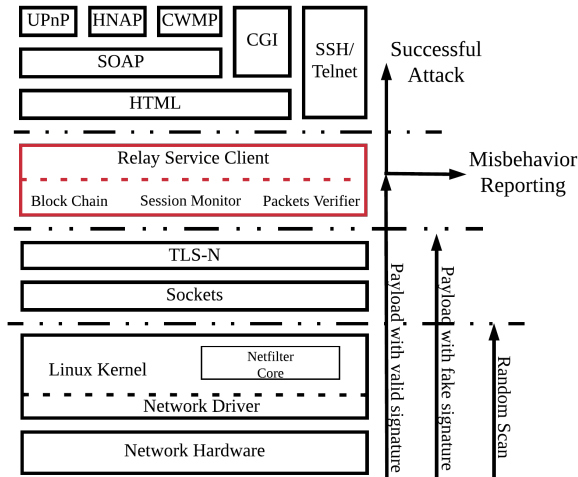 UPnP
HNAP
CWMP
CGI
SSH/
Telnet
SOAP
HTML
Successful
Attack
Relay Service Client
Block Chain
Session Monitor
Packets Verifier
Misbehavior
Reporting
TLS-N
Sockets
Linux Kernel
Netfilter
Core
Network Driver
Network Hardware
Payload with valid signature
Payload with fake signature
Random Scan